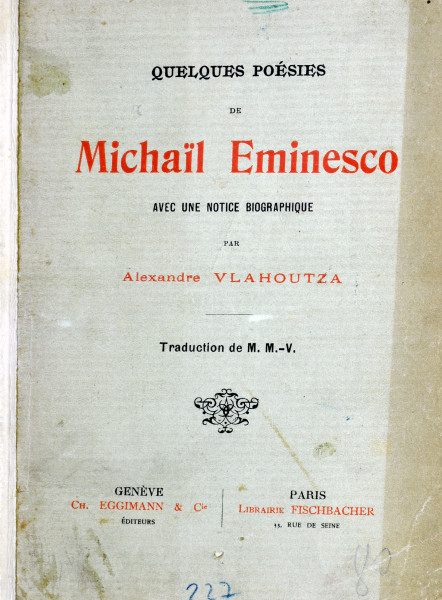 QUELQUES POÉSIES
DE
Michaïl Eminesco
AVEC UNE NOTICE BIOGRAPHIQUE
PAR
Alexandre VLAHOUTZA
Traduction de M. M.-V.
GENÈVE
CH. EGGIMANN & Cie
ÉDITEURS
PARIS
LIBRAIRIE FISCHBACHER
33, RUE DE SEINE
227